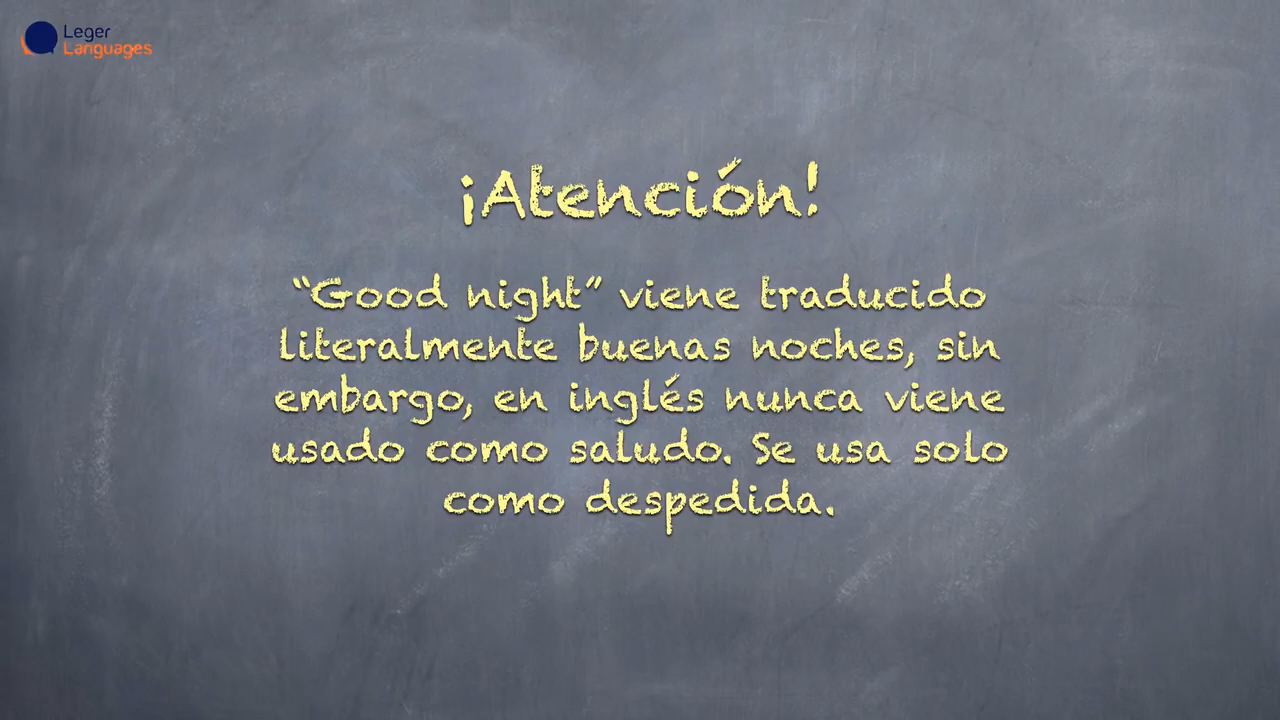 Leger
Languages
¡Atención!
“Good night” viene traducido
literalmente buenas noches, sin
embargo, en inglés nunca viene
usado como saludo. Se usa solo
como despedida.